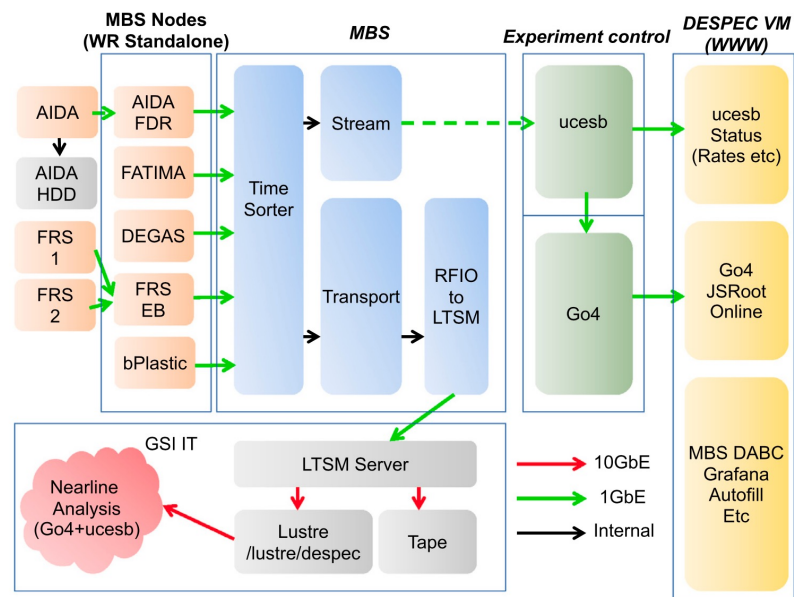 MBS Nodes
(WR Standalone)
MBS
Experiment control
DESPEC VM
(WWW)
AIDA
AIDA
HDD
FRS
1
FRS
2
AIDA
FDR
FATIMA
DEGAS
FRS
EB
bPlastic
Time
Sorter
Stream
Transport
RFIO
to
LTSM
ucesb
Go4
ucesb
Status
(Rates etc)
Go4
JSRoot
Online
MBS DABC
Grafana
Autofill
Etc
GSI IT
Nearline
Analysis
(Go4+ucesb)
LTSM Server
Lustre
/lustre/despec
Tape
10GbE
1GbE
Internal